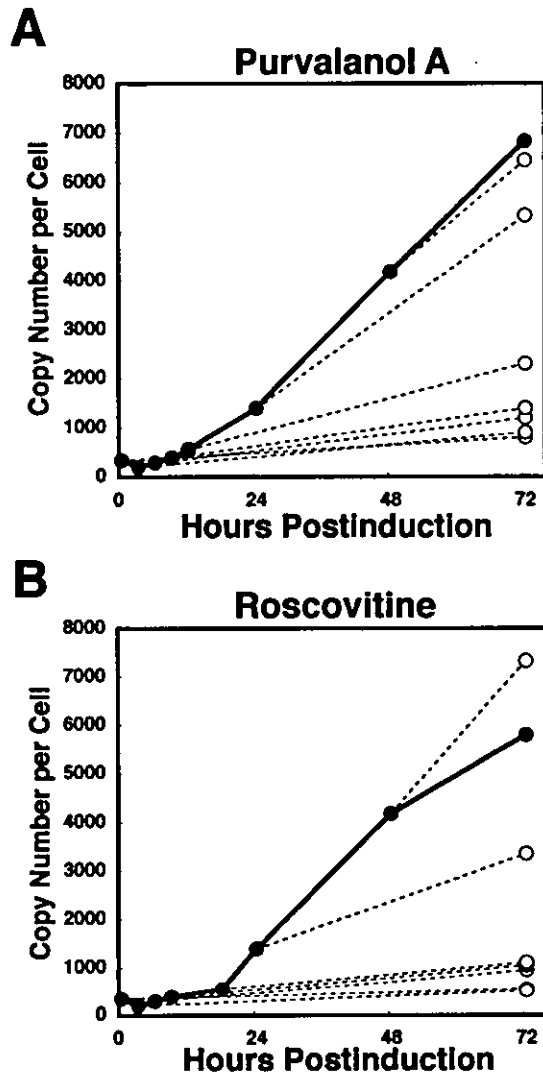 A
Purvalanol A
8000
7000
6000
5000
4000
3000
2000
1000
0
Copy Number per Cell
0 24 48 72
Hours Postinduction
B
Roscovitine
8000
7000
6000
5000
4000
3000
2000
1000
0
Copy Number per Cell
0 24 48 72
Hours Postinduction